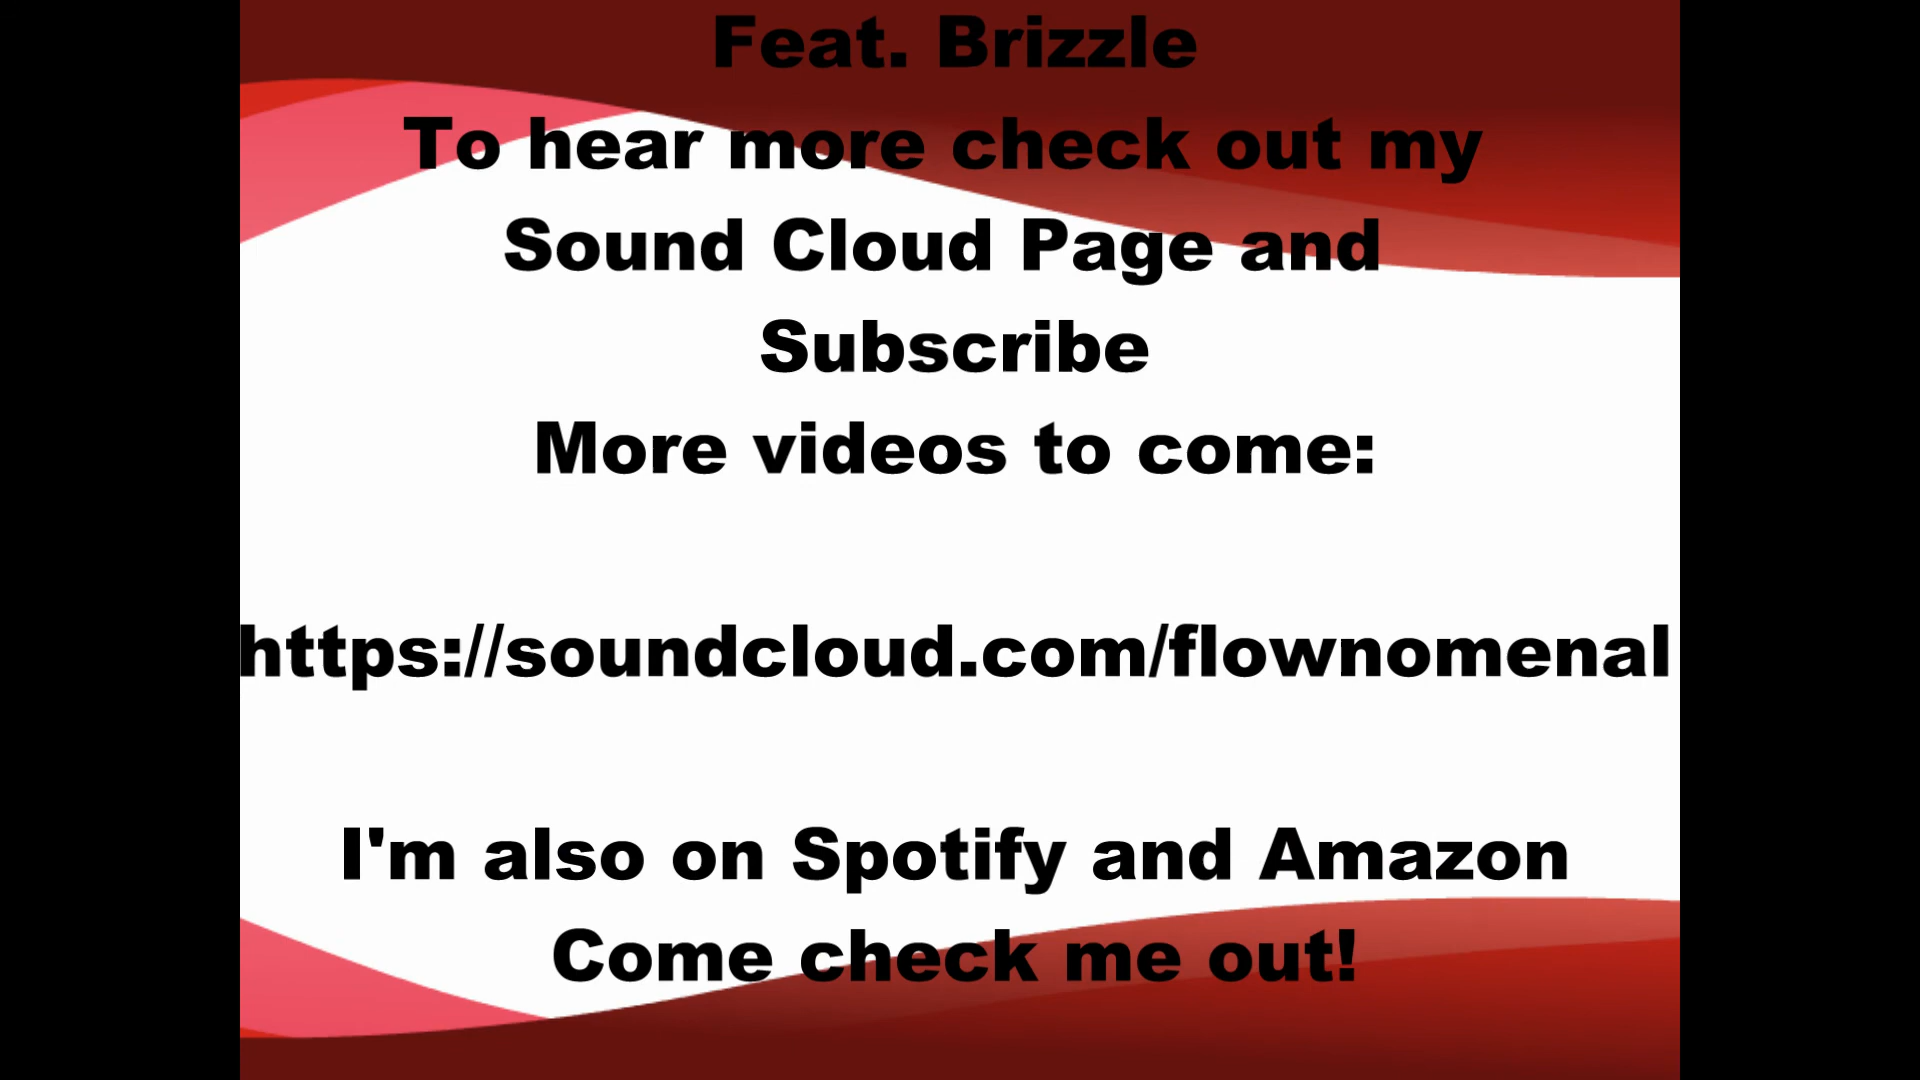 Feat. Brizzle
To hear more check out my
Sound Cloud Page and
Subscribe
More videos to come:
https://soundcloud.com/flownomenal
I'm also on Spotify and Amazon
Come check me out!